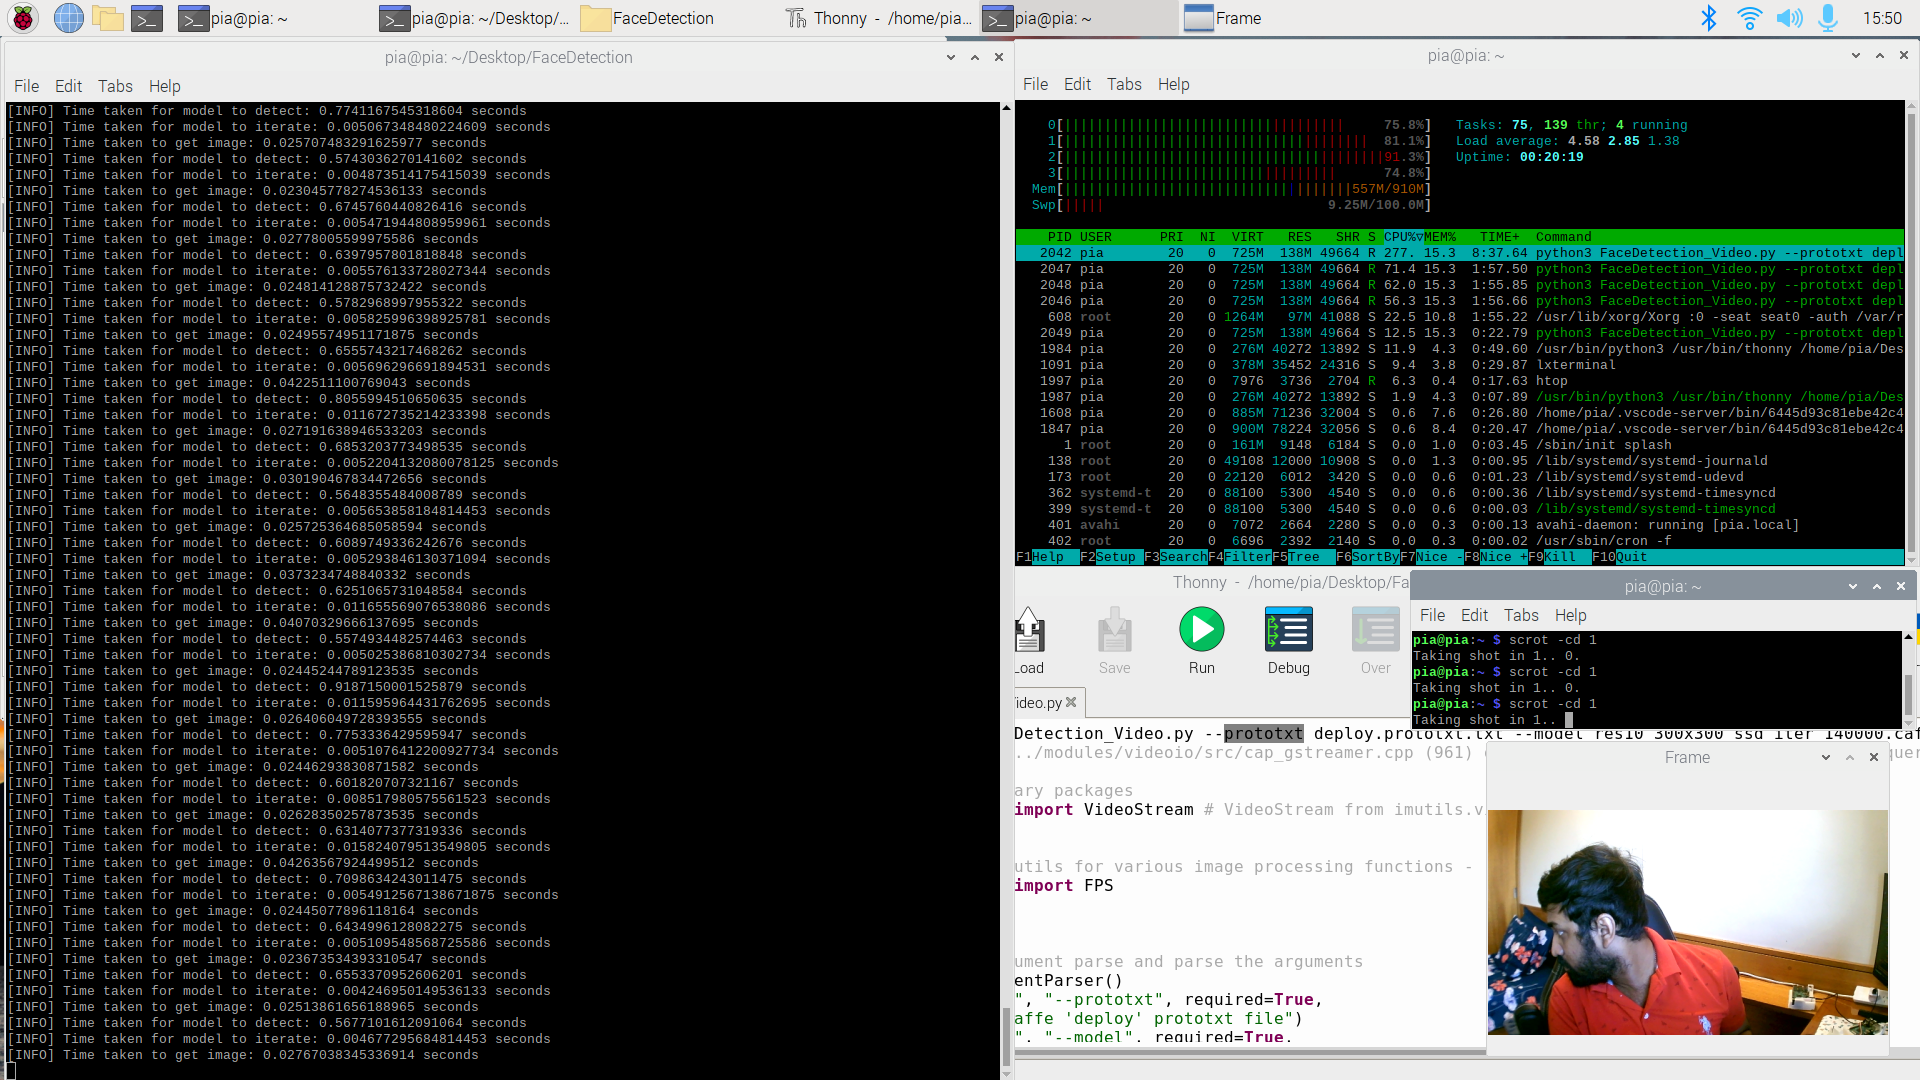 pia@pia: ~
pia@pia: ~/Desktop/...
FaceDetection
Thonny - /home/pia...
pia@pia: ~
Frame
15:50
pia@pia: ~/Desktop/FaceDetection
File Edit Tabs Help
[INFO] Time taken for model to detect: 0.7741167545318604 seconds
[INFO] Time taken for model to iterate: 0.005067348480224609 seconds
[INFO] Time taken to get image: 0.025707483291625977 seconds
[INFO] Time taken for model to detect: 0.5743036270141602 seconds
[INFO] Time taken for model to iterate: 0.004873514175415039 seconds
[INFO] Time taken to get image: 0.023045778274536133 seconds
[INFO] Time taken for model to detect: 0.6745760440826416 seconds
[INFO] Time taken for model to iterate: 0.005471944808959961 seconds
[INFO] Time taken to get image: 0.02778005599975586 seconds
[INFO] Time taken for model to detect: 0.6397957801818848 seconds
[INFO] Time taken for model to iterate: 0.005576133728027344 seconds
[INFO] Time taken to get image: 0.024814128875732422 seconds
[INFO] Time taken for model to detect: 0.5782968997955322 seconds
[INFO] Time taken for model to iterate: 0.005825996398925781 seconds
[INFO] Time taken to get image: 0.02495574951171875 seconds
[INFO] Time taken for model to detect: 0.6555743217468262 seconds
[INFO] Time taken for model to iterate: 0.005696296691894531 seconds
[INFO] Time taken to get image: 0.0422511100769043 seconds
[INFO] Time taken for model to detect: 0.8055994510650635 seconds
[INFO] Time taken for model to iterate: 0.011672735214233398 seconds
[INFO] Time taken to get image: 0.027191638946533203 seconds
[INFO] Time taken for model to detect: 0.6853203773498535 seconds
[INFO] Time taken for model to iterate: 0.0052204132080078125 seconds
[INFO] Time taken to get image: 0.030190467834472656 seconds
[INFO] Time taken for model to detect: 0.5648355484008789 seconds
[INFO] Time taken for model to iterate: 0.005653858184814453 seconds
[INFO] Time taken to get image: 0.025725364685058594 seconds
[INFO] Time taken for model to detect: 0.6089749336242676 seconds
[INFO] Time taken for model to iterate: 0.005293846130371094 seconds
[INFO] Time taken to get image: 0.0373234748840332 seconds
[INFO] Time taken for model to detect: 0.6251065731048584 seconds
[INFO] Time taken for model to iterate: 0.011655569076538086 seconds
[INFO] Time taken to get image: 0.04070329666137695 seconds
[INFO] Time taken for model to detect: 0.5574934482574463 seconds
[INFO] Time taken for model to iterate: 0.005025386810302734 seconds
[INFO] Time taken to get image: 0.02445244789123535 seconds
[INFO] Time taken for model to detect: 0.9187150001525879 seconds
[INFO] Time taken for model to iterate: 0.011595964431762695 seconds
[INFO] Time taken to get image: 0.026406049728393555 seconds
[INFO] Time taken for model to detect: 0.7753336429595947 seconds
[INFO] Time taken for model to iterate: 0.0051076412200927734 seconds
[INFO] Time taken to get image: 0.02446293830871582 seconds
[INFO] Time taken for model to detect: 0.601820707321167 seconds
[INFO] Time taken for model to iterate: 0.008517980575561523 seconds
[INFO] Time taken to get image: 0.02628350257873535 seconds
[INFO] Time taken for model to detect: 0.6314077377319336 seconds
[INFO] Time taken for model to iterate: 0.015824079513549805 seconds
[INFO] Time taken to get image: 0.04263567924499512 seconds
[INFO] Time taken for model to detect: 0.7098634243011475 seconds
[INFO] Time taken for model to iterate: 0.0054912567138671875 seconds
[INFO] Time taken to get image: 0.02445077896118164 seconds
[INFO] Time taken for model to detect: 0.6434996128082275 seconds
[INFO] Time taken for model to iterate: 0.005109548568725586 seconds
[INFO] Time taken to get image: 0.023673534393310547 seconds
[INFO] Time taken for model to detect: 0.6553370952606201 seconds
[INFO] Time taken for model to iterate: 0.004246950149536133 seconds
[INFO] Time taken to get image: 0.02513861656188965 seconds
[INFO] Time taken for model to detect: 0.5677101612091064 seconds
[INFO] Time taken for model to iterate: 0.004677295684814453 seconds
[INFO] Time taken to get image: 0.02767038345336914 seconds
pia@pia: ~
File Edit Tabs Help
0[ 75.8%] Tasks: 75, 139 thr; 4 running
1[ 81.1%] Load average: 4.58 2.85 1.38
2[ 91.3%] Uptime: 00:20:19
3[ 74.8%]
Mem[ 557M/910M]
Swp[ 9.25M/100.0M]
PID USER PRI NI VIRT RES SHR S CPU%▽MEM% TIME+ Command
2042 pia 20 0 725M 138M 49664 R 277. 15.3 8:37.64 python3 FaceDetection_Video.py --prototxt depl
2047 pia 20 0 725M 138M 49664 R 71.4 15.3 1:57.50 python3 FaceDetection_Video.py --prototxt depl
2048 pia 20 0 725M 138M 49664 R 62.0 15.3 1:55.85 python3 FaceDetection_Video.py --prototxt depl
2046 pia 20 0 725M 138M 49664 R 56.3 15.3 1:56.66 python3 FaceDetection_Video.py --prototxt depl
608 root 20 0 1264M 97M 41088 S 22.5 10.8 1:55.22 /usr/lib/xorg/Xorg :0 -seat seat0 -auth /var/r
2049 pia 20 0 725M 138M 49664 S 12.5 15.3 0:22.79 python3 FaceDetection_Video.py --prototxt depl
1984 pia 20 0 276M 40272 13892 S 11.9 4.3 0:49.60 /usr/bin/python3 /usr/bin/thonny /home/pia/Des
1091 pia 20 0 378M 35452 24316 S 9.4 3.8 0:29.87 lxterminal
1997 pia 20 0 7976 3736 2704 R 6.3 0.4 0:17.63 htop
1987 pia 20 0 276M 40272 13892 S 1.9 4.3 0:07.89 /usr/bin/python3 /usr/bin/thonny /home/pia/Des
1608 pia 20 0 885M 71236 32004 S 0.6 7.6 0:26.80 /home/pia/.vscode-server/bin/6445d93c81ebe42c4
1847 pia 20 0 900M 78224 32056 S 0.6 8.4 0:20.47 /home/pia/.vscode-server/bin/6445d93c81ebe42c4
1 root 20 0 161M 9148 6184 S 0.0 1.0 0:03.45 /sbin/init splash
138 root 20 0 49108 12000 10908 S 0.0 1.3 0:00.95 /lib/systemd/systemd-journald
173 root 20 0 22120 6012 3420 S 0.0 0.6 0:01.23 /lib/systemd/systemd-udevd
362 systemd-t 20 0 88100 5300 4540 S 0.0 0.6 0:00.36 /lib/systemd/systemd-timesyncd
399 systemd-t 20 0 88100 5300 4540 S 0.0 0.6 0:00.03 /lib/systemd/systemd-timesyncd
401 avahi 20 0 7072 2664 2280 S 0.0 0.3 0:00.13 avahi-daemon: running [pia.local]
402 root 20 0 6696 2392 2140 S 0.0 0.3 0:00.02 /usr/sbin/cron -f
F1Help F2Setup F3SearchF4FilterF5Tree F6SortByF7Nice -F8Nice +F9Kill F10Quit
Thonny - /home/pia/Desktop/Fa
Load Save Run Debug Over
ideo.py
Detection_Video.py --prototxt deploy.prototxt.txt --model res10_300x300_ssd_iter_140000.caf
../modules/videoio/src/cap_gstreamer.cpp (961)
ary packages
import VideoStream # VideoStream from imutils.v
utils for various image processing functions -
import FPS
ument parse and parse the arguments
entParser()
", "--prototxt", required=True,
affe 'deploy' prototxt file")
", "--model", required=True,
pia@pia: ~
File Edit Tabs Help
pia@pia:~ $ scrot -cd 1
Taking shot in 1.. 0.
pia@pia:~ $ scrot -cd 1
Taking shot in 1.. 0.
pia@pia:~ $ scrot -cd 1
Taking shot in 1..
Frame